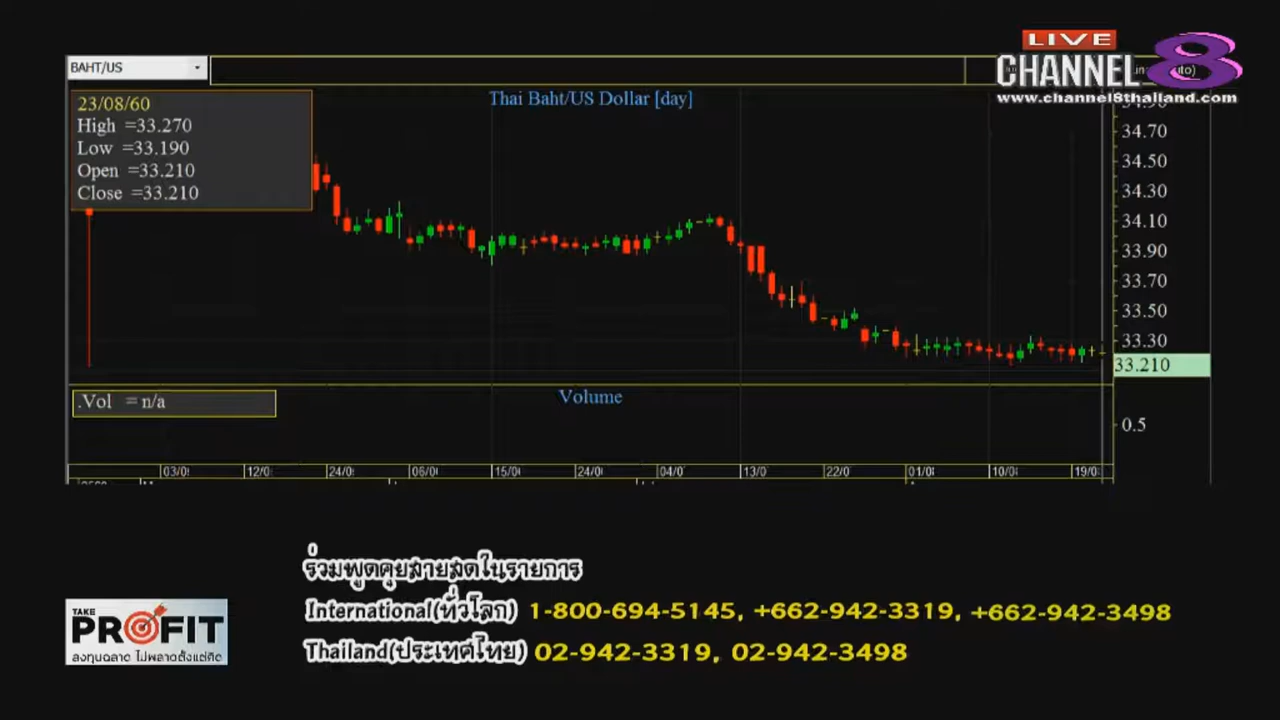 LIVE
CHANNEL 8
www.channel8thailand.com
BAHT/US
23/08/60
High =33.270
Low =33.190
Open =33.210
Close =33.210
Thai Baht/US Dollar [day]
34.70
34.50
34.30
34.10
33.90
33.70
33.50
33.30
33.210
.Vol = n/a
Volume
0.5
03/0 12/0 24/0 06/0 15/0 24/0 04/0 13/0 22/0 01/0 10/0 19/0
ร่วมพูดคุยสายสดในรายการ
International(ทั่วโลก) 1-800-694-5145, +662-942-3319, +662-942-3498
Thailand(ประเทศไทย) 02-942-3319, 02-942-3498
TAKE
PROFIT
ลงทุนฉลาด ไม่พลาดตั้งแต่คิด